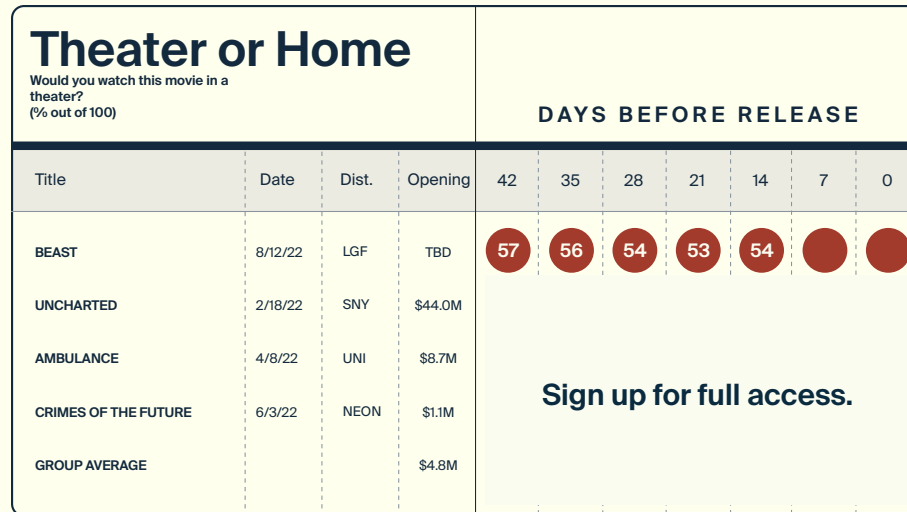 Theater or Home
Would you watch this movie in a
theater?
(% out of 100)
DAYS BEFORE RELEASE
Title Date Dist. Opening 42 35 28 21 14 7 0
BEAST 8/12/22 LGF TBD 57 56 54 53 54
UNCHARTED 2/18/22 SNY $44.0M
AMBULANCE 4/8/22 UNI $8.7M
Sign up for full access.
CRIMES OF THE FUTURE 6/3/22 NEON $1.1M
GROUP AVERAGE $4.8M